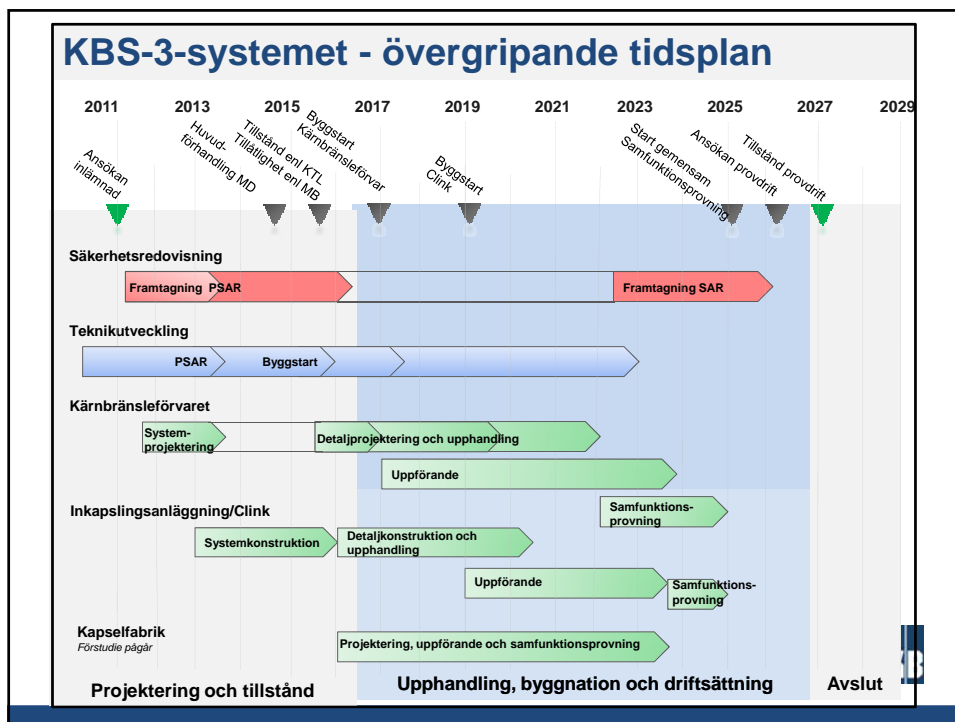 KBS-3-systemet - övergripande tidsplan
2011 2013 2015 2017 2019 2021 2023 2025 2027 2029
Ansökan
inlämnad
Huvud-
förhandling MD
Tillstånd enl KTL
Tillåtlighet enl MB
Byggstart
Kärnbränsleförvar
Byggstart
Clink
Start gemensam
Samfunktionsprovning
Ansökan provdrift
Tillstånd provdrift
Säkerhetsredovisning
Framtagning PSAR
Framtagning SAR
Teknikutveckling
PSAR
Byggstart
Kärnbränsleförvaret
System-
projektering
Detaljprojektering och upphandling
Uppförande
Samfunktions-
provning
Inkapslingsanläggning/Clink
Systemkonstruktion
Detaljkonstruktion och
upphandling
Uppförande
Samfunktions-
provning
Kapselfabrik
Förstudie pågår
Projektering, uppförande och samfunktionsprovning
Projektering och tillstånd
Upphandling, byggnation och driftsättning
Avslut